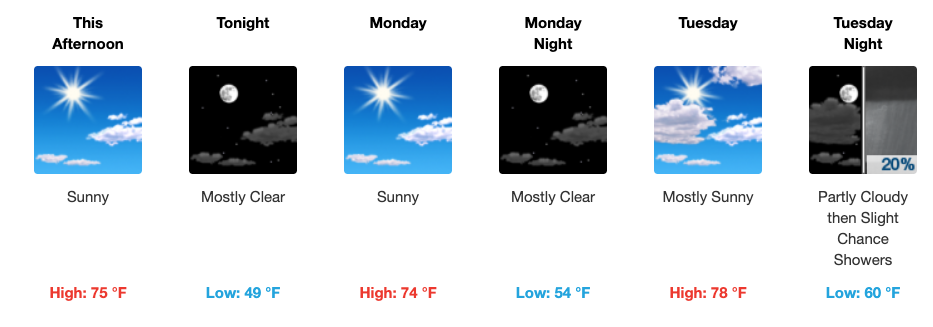 This
Afternoon
Tonight
Monday
Monday
Night
Tuesday
Tuesday
Night
20%
Sunny
Mostly Clear
Sunny
Mostly Clear
Mostly Sunny
Partly Cloudy
then Slight
Chance
Showers
High: 75 °F
Low: 49 °F
High: 74 °F
Low: 54 °F
High: 78 °F
Low: 60 °F